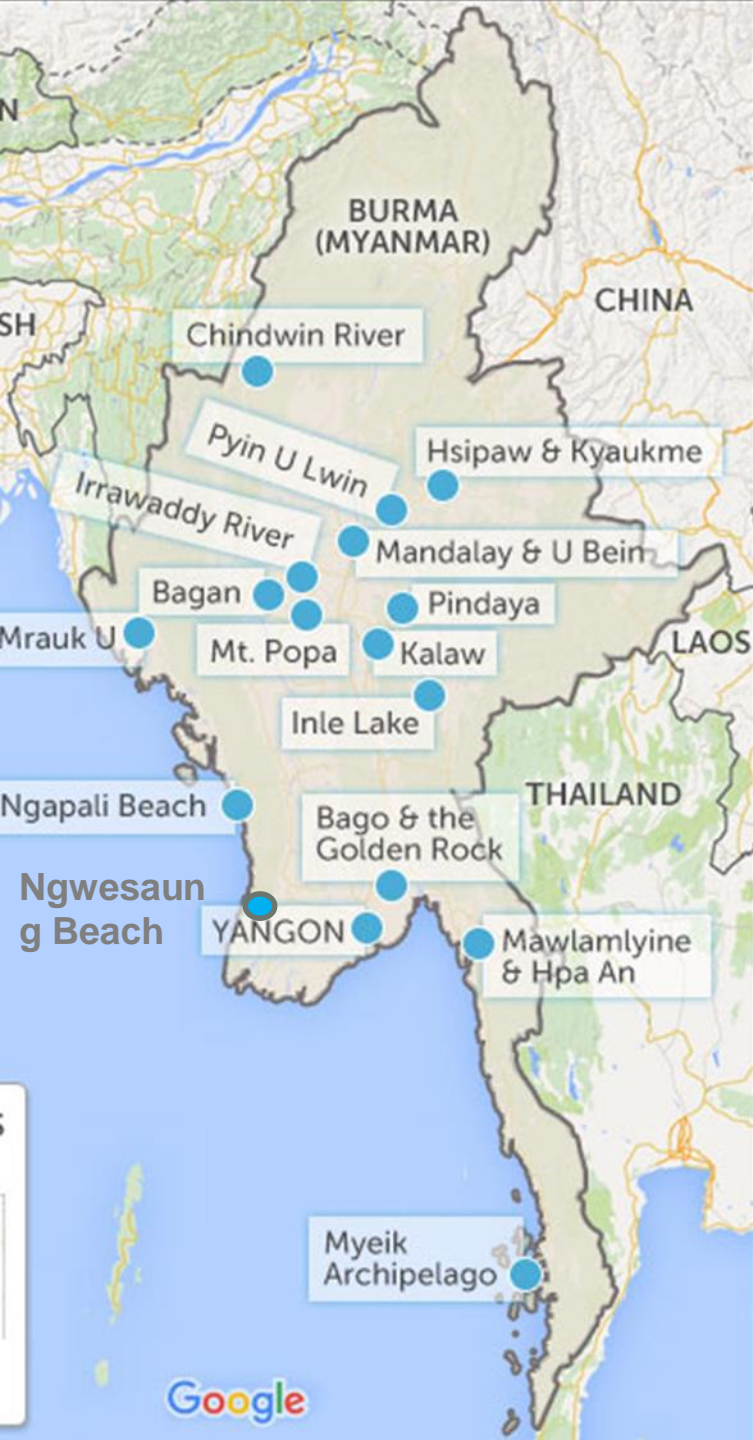 N
BURMA
(MYANMAR)
CHINA
SH
Chindwin River
Pyin U Lwin
Hsipaw & Kyaukme
Irrawaddy River
Mandalay & U Bein
Bagan
Pindaya
Mrauk U
Mt. Popa
Kalaw
LAOS
Inle Lake
THAILAND
Ngapali Beach
Bago & the
Golden Rock
Ngwesaun
g Beach
YANGON
Mawlamlyine
& Hpa An
S
Myeik
Archipelago
Google